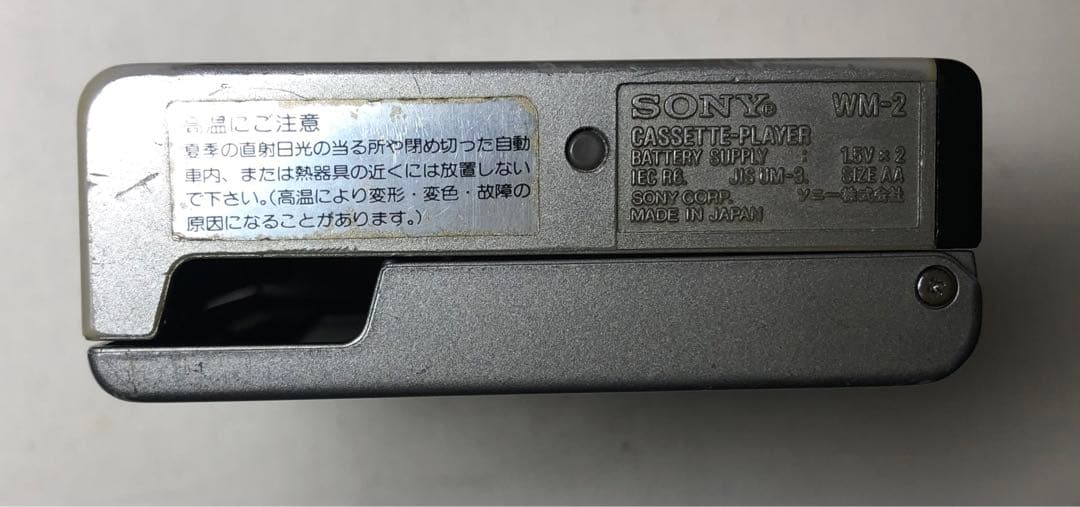 高温にご注意
夏季の直射日光の当る所や閉め切った自動
車内、または熱器具の近くには放置しない
で下さい。(高温により変形・変色・故障の
原因になることがあります。)
SONY® WM-2
CASSETTE-PLAYER
BATTERY SUPPLY : 1.5V × 2
IEC R6. JIS UM-3. SIZE AA
SONY CORP. ソニー株式会社
MADE IN JAPAN